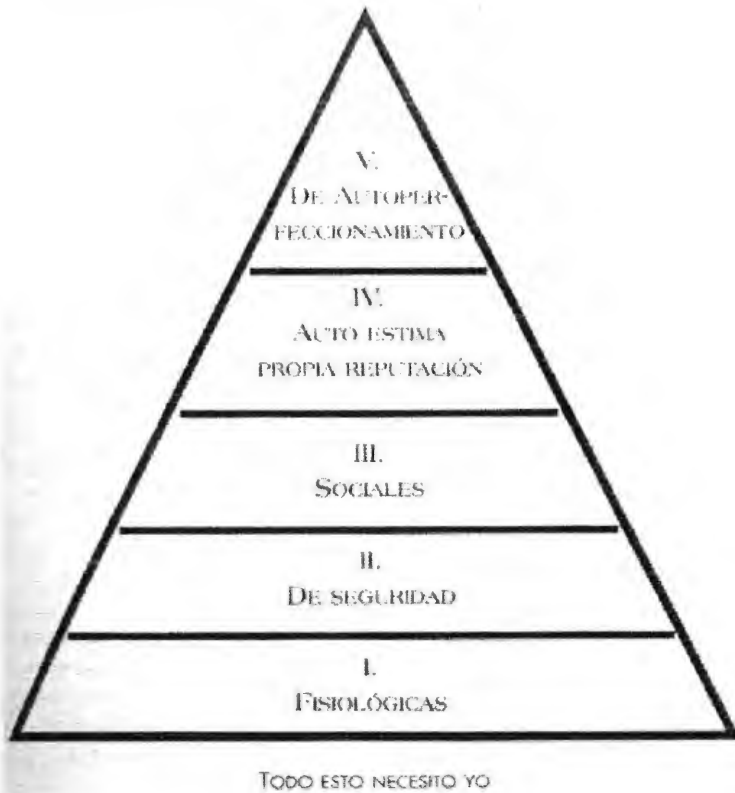 V.
DE AUTOPER-
FECCIONAMIENTO
IV.
AUTO ESTIMA
PROPIA REPUTACIÓN
III.
SOCIALES
II.
DE SEGURIDAD
I.
FISIOLÓGICAS
TODO ESTO NECESITO YO